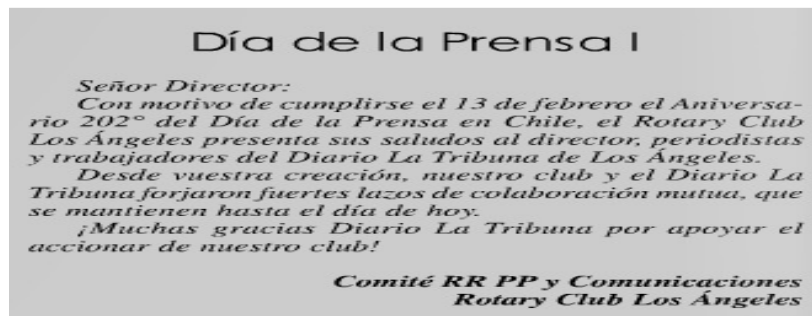 Día de la Prensa I
Señor Director:
Con motivo de cumplirse el 13 de febrero el Aniversa-
rio 202° del Día de la Prensa en Chile, el Rotary Club
Los Ángeles presenta sus saludos al director, periodistas
y trabajadores del Diario La Tribuna de Los Ángeles.
Desde vuestra creación, nuestro club y el Diario La
Tribuna forjaron fuertes lazos de colaboración mutua, que
se mantienen hasta el día de hoy.
¡Muchas gracias Diario La Tribuna por apoyar el
accionar de nuestro club!
Comité RR PP y Comunicaciones
Rotary Club Los Ángeles